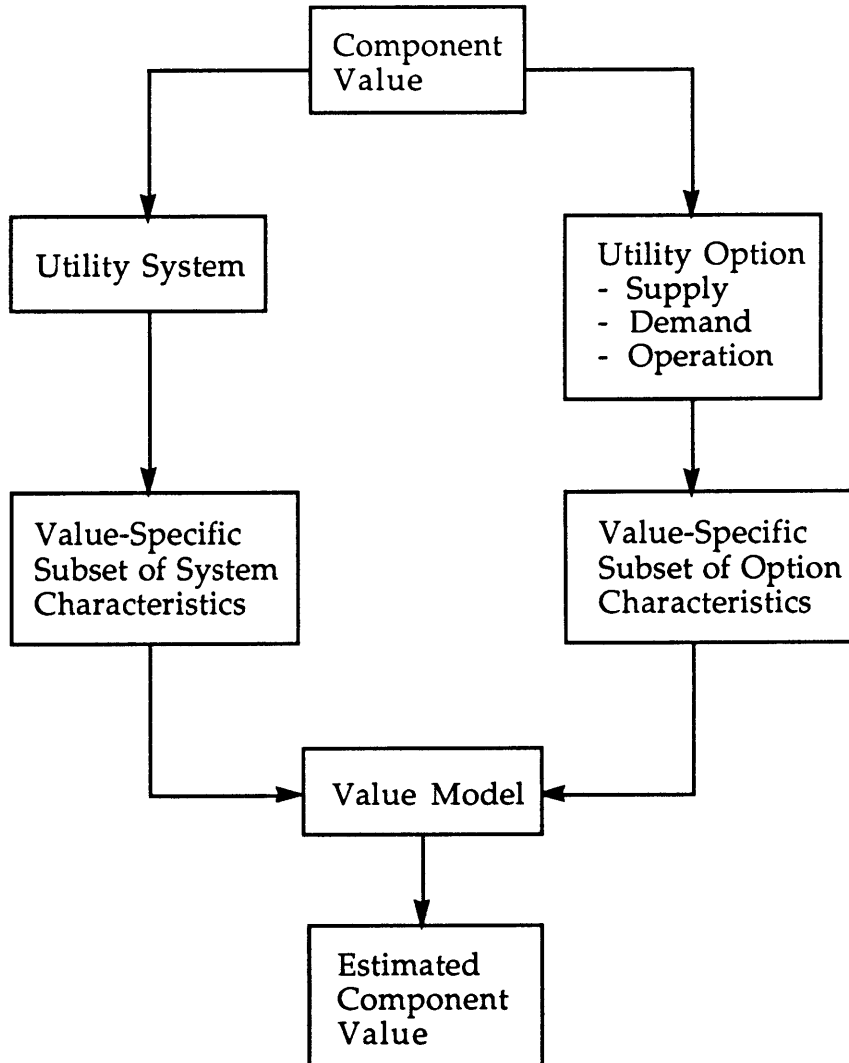 Component
Value
Utility System
Utility Option
- Supply
- Demand
- Operation
Value-Specific
Subset of System
Characteristics
Value-Specific
Subset of Option
Characteristics
Value Model
Estimated
Component
Value